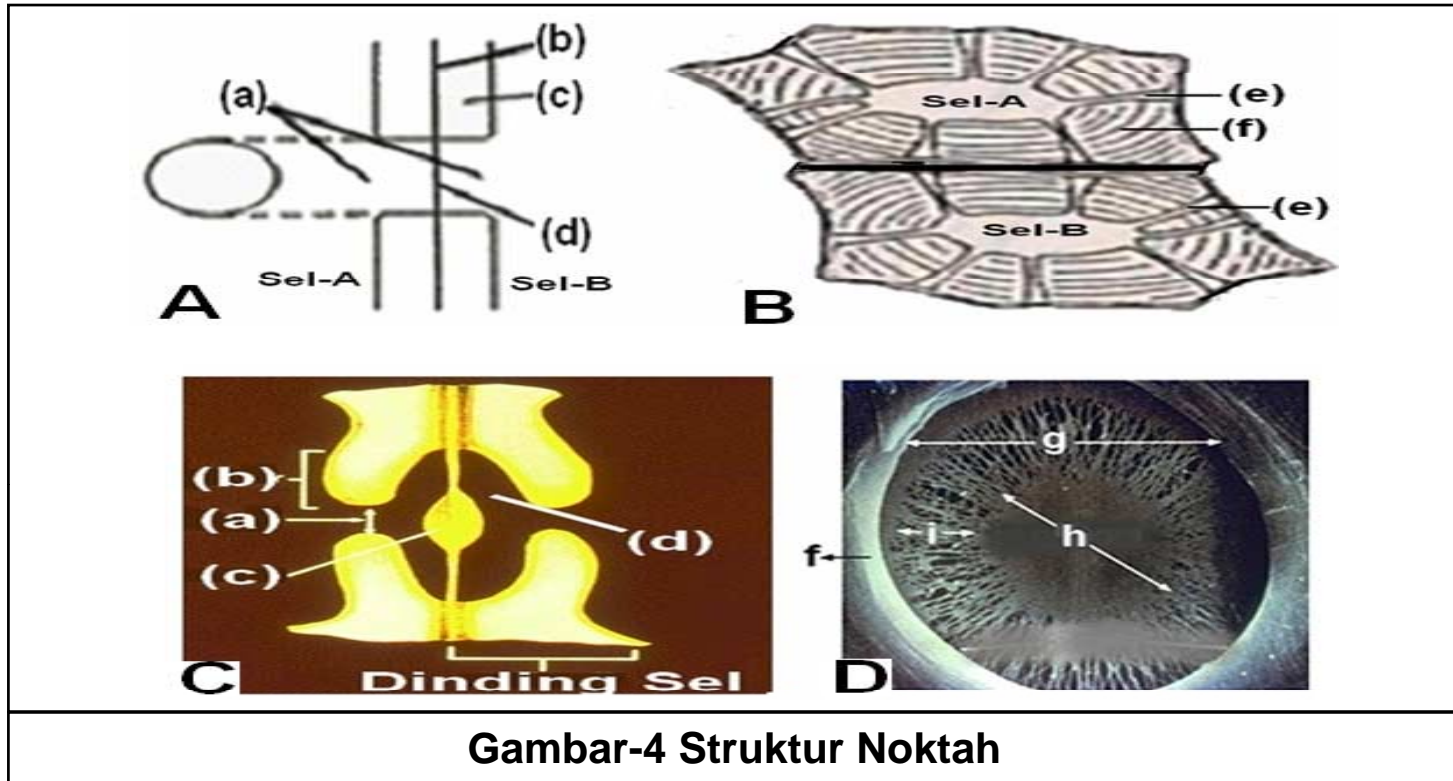 (b)
(a)
(c)
(d)
Sel-A
Sel-B
A
Sel-A
(e)
(f)
(e)
Sel-B
B
(b)
(a)
(c)
(d)
C
Dinding Sel
g
i
h
f
D
Gambar-4 Struktur Noktah